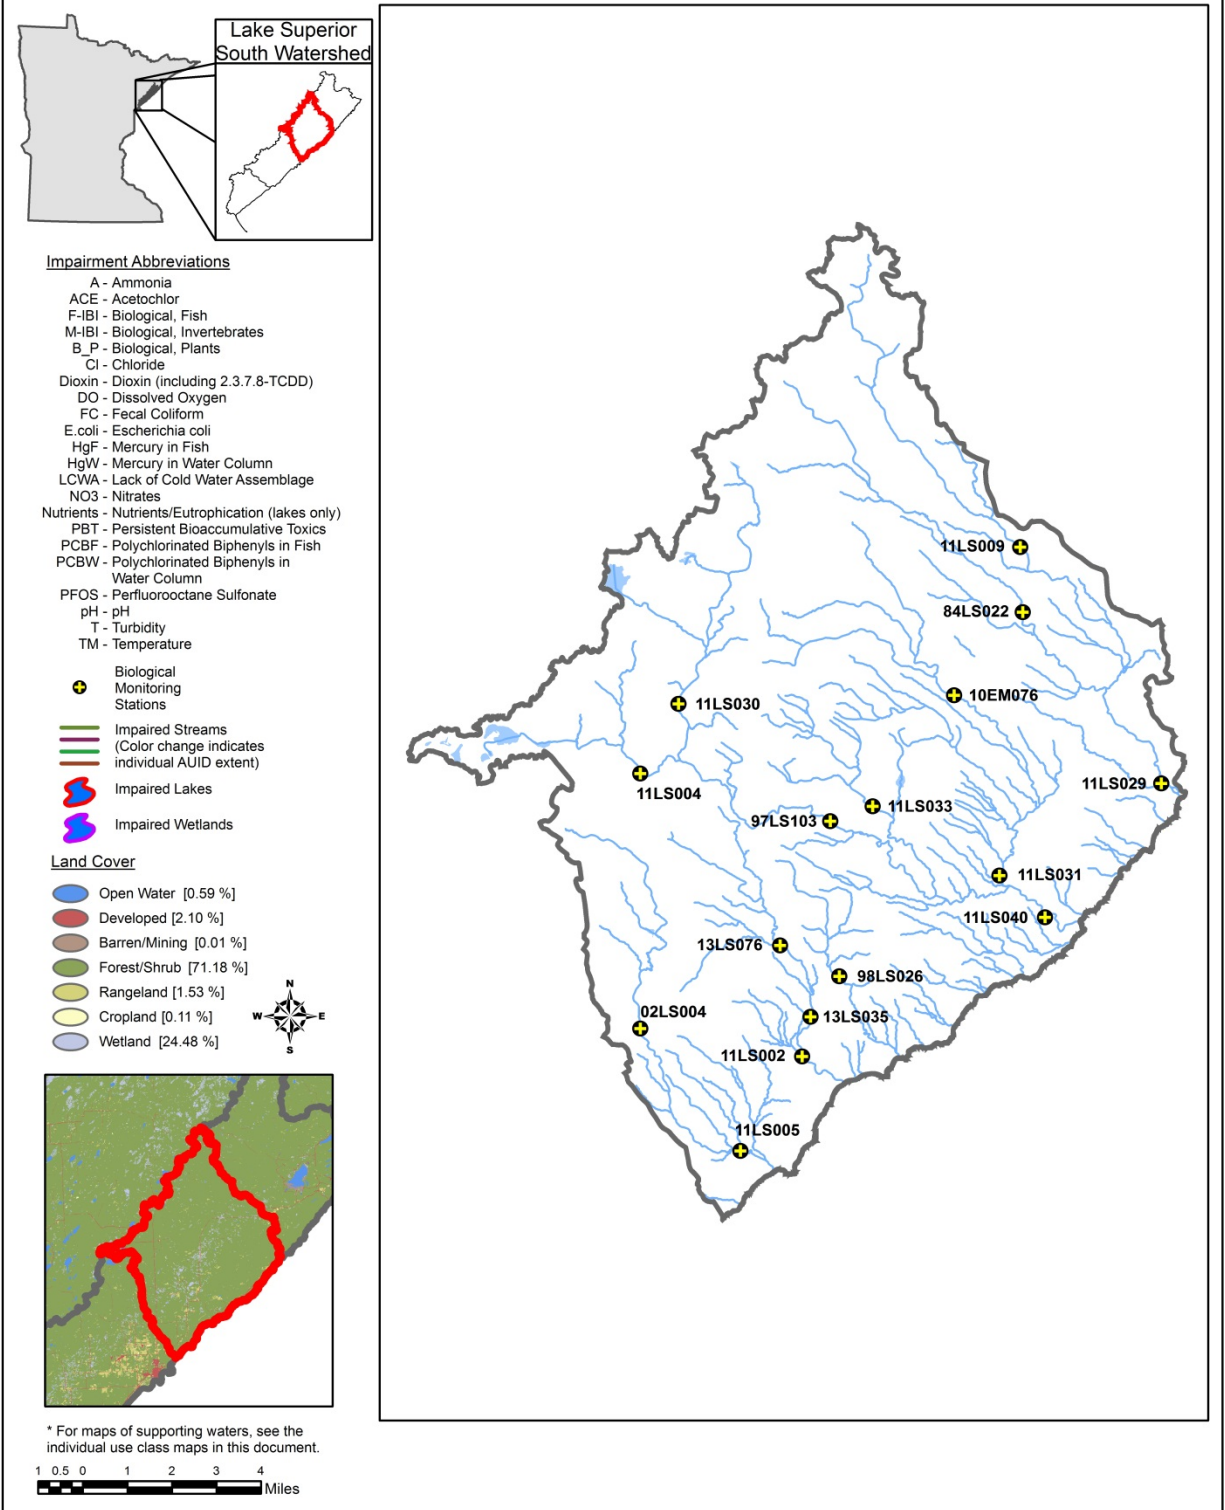 Lake Superior
South Watershed
Impairment Abbreviations
A - Ammonia
ACE - Acetochlor
F-IBI - Biological, Fish
M-IBI - Biological, Invertebrates
B_P - Biological, Plants
Cl - Chloride
Dioxin - Dioxin (including 2.3.7.8-TCDD)
DO - Dissolved Oxygen
FC - Fecal Coliform
E.coli - Escherichia coli
HgF - Mercury in Fish
HgW - Mercury in Water Column
LCWA - Lack of Cold Water Assemblage
NO3 - Nitrates
Nutrients - Nutrients/Eutrophication (lakes only)
PBT - Persistent Bioaccumulative Toxics
PCBF - Polychlorinated Biphenyls in Fish
PCBW - Polychlorinated Biphenyls in
Water Column
PFOS - Perfluorooctane Sulfonate
pH - pH
T - Turbidity
TM - Temperature
Biological
Monitoring
Stations
Impaired Streams
(Color change indicates
individual AUID extent)
Impaired Lakes
Impaired Wetlands
Land Cover
Open Water [0.59 %]
Developed [2.10 %]
Barren/Mining [0.01 %]
Forest/Shrub [71.18 %]
Rangeland [1.53 %]
Cropland [0.11 %]
Wetland [24.48 %]
N
W E
S
* For maps of supporting waters, see the
individual use class maps in this document.
1 0.5 0 1 2 3 4
Miles
11LS009
84LS022
10EM076
11LS030
11LS029
11LS004
11LS033
97LS103
11LS031
11LS040
13LS076
98LS026
13LS035
02LS004
11LS002
11LS005